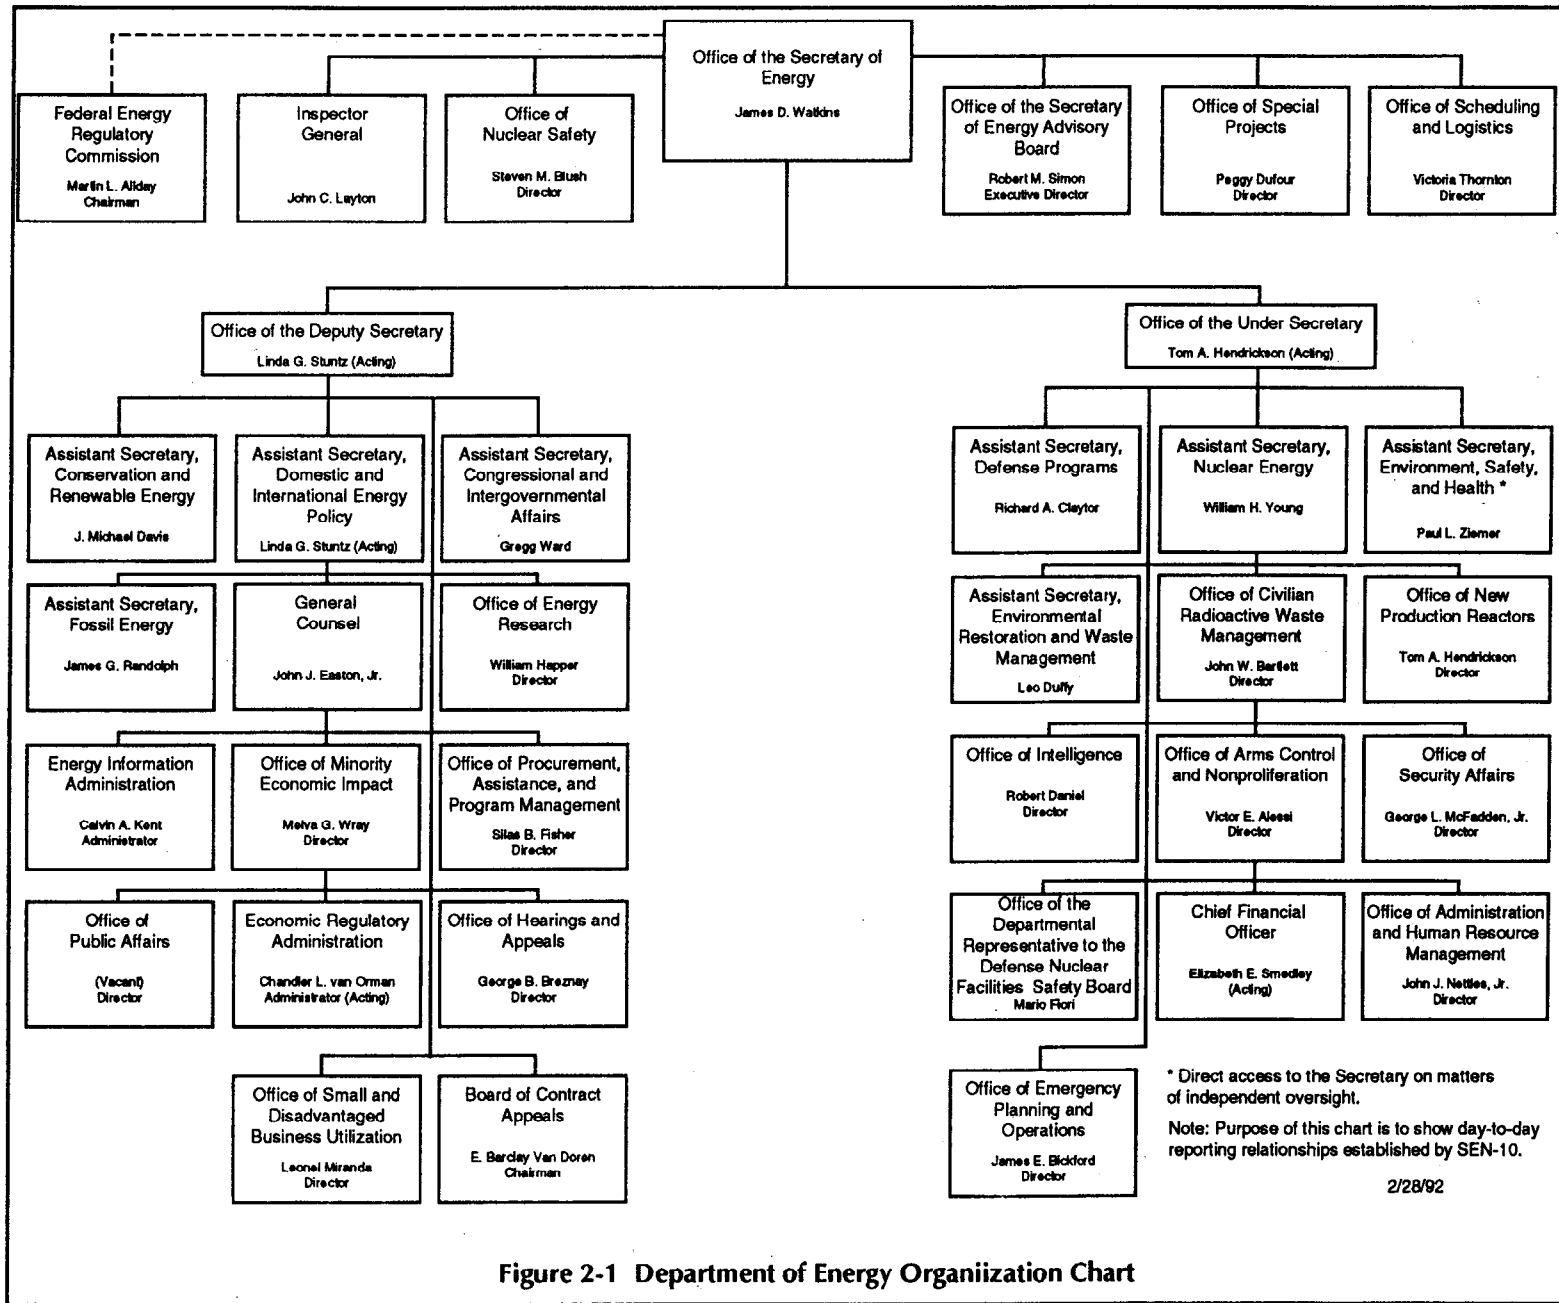 Office of the Secretary of
Energy
James D. Watkins
Federal Energy
Regulatory
Commission
Martin L. Allday
Chairman
Inspector
General
John C. Layton
Office of
Nuclear Safety
Steven M. Blush
Director
Office of the Secretary
of Energy Advisory
Board
Robert M. Simon
Executive Director
Office of Special
Projects
Peggy Dufour
Director
Office of Scheduling
and Logistics
Victoria Thornton
Director
Office of the Deputy Secretary
Linda G. Stuntz (Acting)
Office of the Under Secretary
Tom A. Hendrickson (Acting)
Assistant Secretary,
Conservation and
Renewable Energy
J. Michael Davis
Assistant Secretary,
Domestic and
International Energy
Policy
Linda G. Stuntz (Acting)
Assistant Secretary,
Congressional and
Intergovernmental
Affairs
Gregg Ward
Assistant Secretary,
Fossil Energy
James G. Randolph
General
Counsel
John J. Easton, Jr.
Office of Energy
Research
William Happer
Director
Energy Information
Administration
Calvin A. Kent
Administrator
Office of Minority
Economic Impact
Melva G. Wray
Director
Office of Procurement,
Assistance, and
Program Management
Silas B. Fisher
Director
Office of
Public Affairs
(Vacant)
Director
Economic Regulatory
Administration
Chandler L. van Orman
Administrator (Acting)
Office of Hearings and
Appeals
George B. Breznay
Director
Office of Small and
Disadvantaged
Business Utilization
Leonel Miranda
Director
Board of Contract
Appeals
E. Barclay Van Doren
Chairman
Assistant Secretary,
Defense Programs
Richard A. Claytor
Assistant Secretary,
Nuclear Energy
William H. Young
Assistant Secretary,
Environment, Safety,
and Health *
Paul L. Ziemer
Assistant Secretary,
Environmental
Restoration and Waste
Management
Leo Duffy
Office of Civilian
Radioactive Waste
Management
John W. Bartlett
Director
Office of New
Production Reactors
Tom A. Hendrickson
Director
Office of Intelligence
Robert Daniel
Director
Office of Arms Control
and Nonproliferation
Victor E. Alessi
Director
Office of
Security Affairs
George L. McFadden, Jr.
Director
Office of the
Departmental
Representative to the
Defense Nuclear
Facilities Safety Board
Mario Fiori
Chief Financial
Officer
Elizabeth E. Smedley
(Acting)
Office of Administration
and Human Resource
Management
John J. Nettles, Jr.
Director
Office of Emergency
Planning and
Operations
James E. Bickford
Director
* Direct access to the Secretary on matters
of independent oversight.
Note: Purpose of this chart is to show day-to-day
reporting relationships established by SEN-10.
2/28/92
Figure 2-1 Department of Energy Organiization Chart